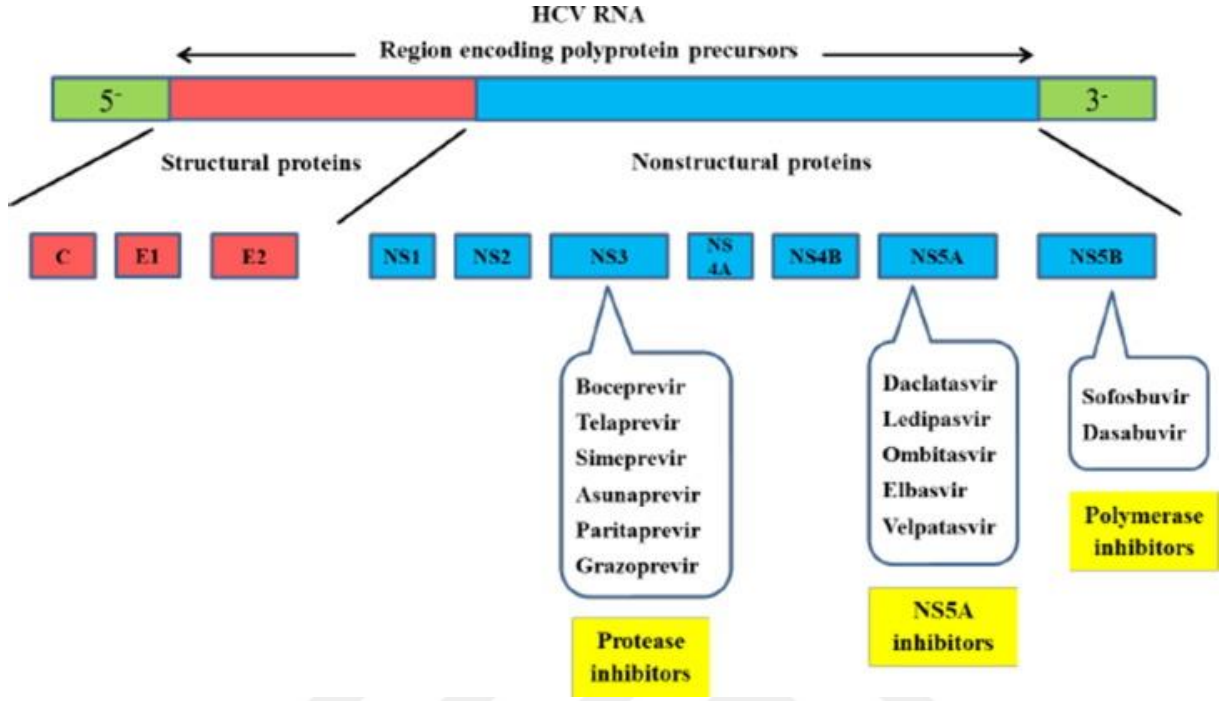 HCV RNA
Region encoding polyprotein precursors
5-
3-
Structural proteins
Nonstructural proteins
C
E1
E2
NS1
NS2
NS3
NS
4A
NS4B
NS5A
NS5B
Boceprevir
Telaprevir
Simeprevir
Asunaprevir
Paritaprevir
Grazoprevir
Protease
inhibitors
Daclatasvir
Ledipasvir
Ombitasvir
Elbasvir
Velpatasvir
NS5A
inhibitors
Sofosbuvir
Dasabuvir
Polymerase
inhibitors